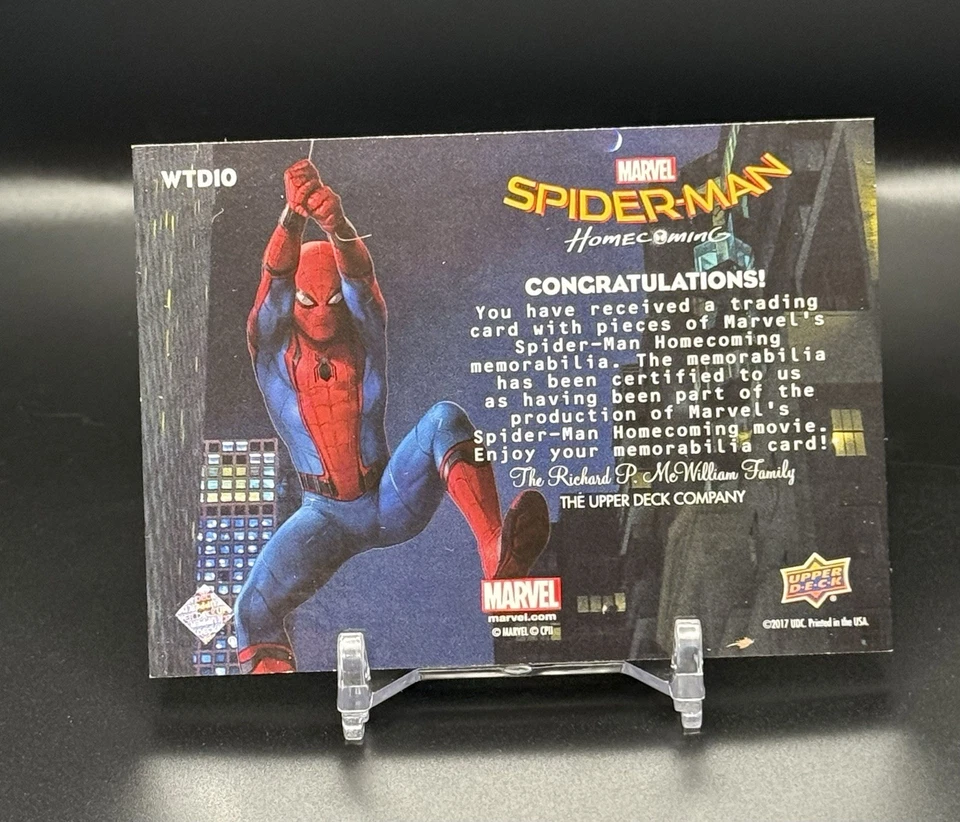 WTD10
MARVEL
SPIDER-MAN
HOMECOMING
CONGRATULATIONS!
You have received a trading
card with pieces of Marvel's
Spider-Man Homecoming
memorabilia. The memorabilia
has been certified to us
as having been part of the
production of Marvel's
Spider-Man Homecoming movie.
Enjoy your memorabilia card!
The Richard P. McWilliam Family
THE UPPER DECK COMPANY
MARVEL
marvel.com
© MARVEL © CPII
UPPER
D·E·C·K
®
©2017 UDC. Printed in the USA.